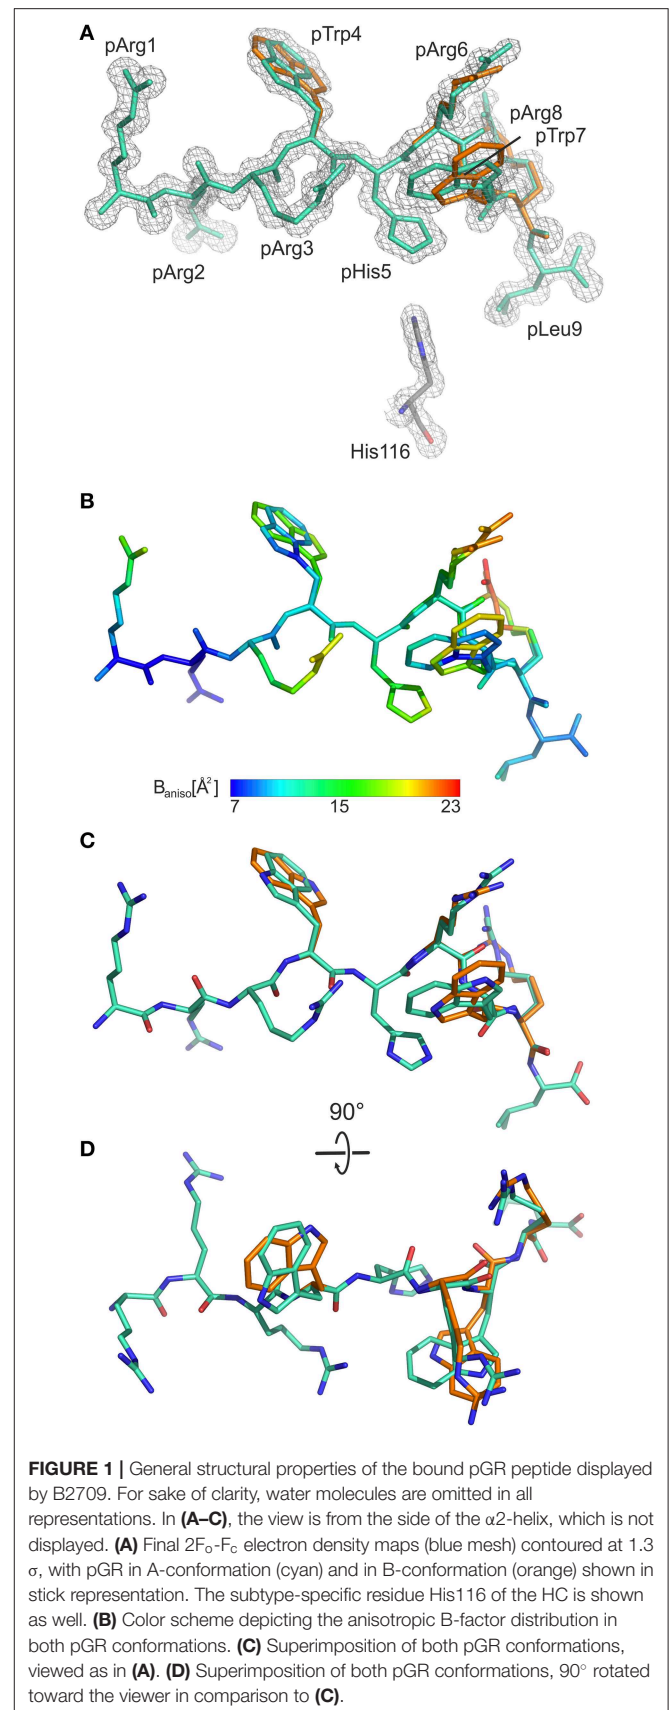 A
pTrp4
pArg6
pArg1
pArg8
pTrp7
pArg3
pArg2
pHis5
pLeu9
His116
B
Baniso[Å²]
7
15
23
C
90°
D
FIGURE 1 | General structural properties of the bound pGR peptide displayed
by B2709. For sake of clarity, water molecules are omitted in all
representations. In (A–C), the view is from the side of the α2-helix, which is not
displayed. (A) Final 2Fo-Fc electron density maps (blue mesh) contoured at 1.3
σ, with pGR in A-conformation (cyan) and in B-conformation (orange) shown in
stick representation. The subtype-specific residue His116 of the HC is shown
as well. (B) Color scheme depicting the anisotropic B-factor distribution in
both pGR conformations. (C) Superimposition of both pGR conformations,
viewed as in (A). (D) Superimposition of both pGR conformations, 90° rotated
toward the viewer in comparison to (C).